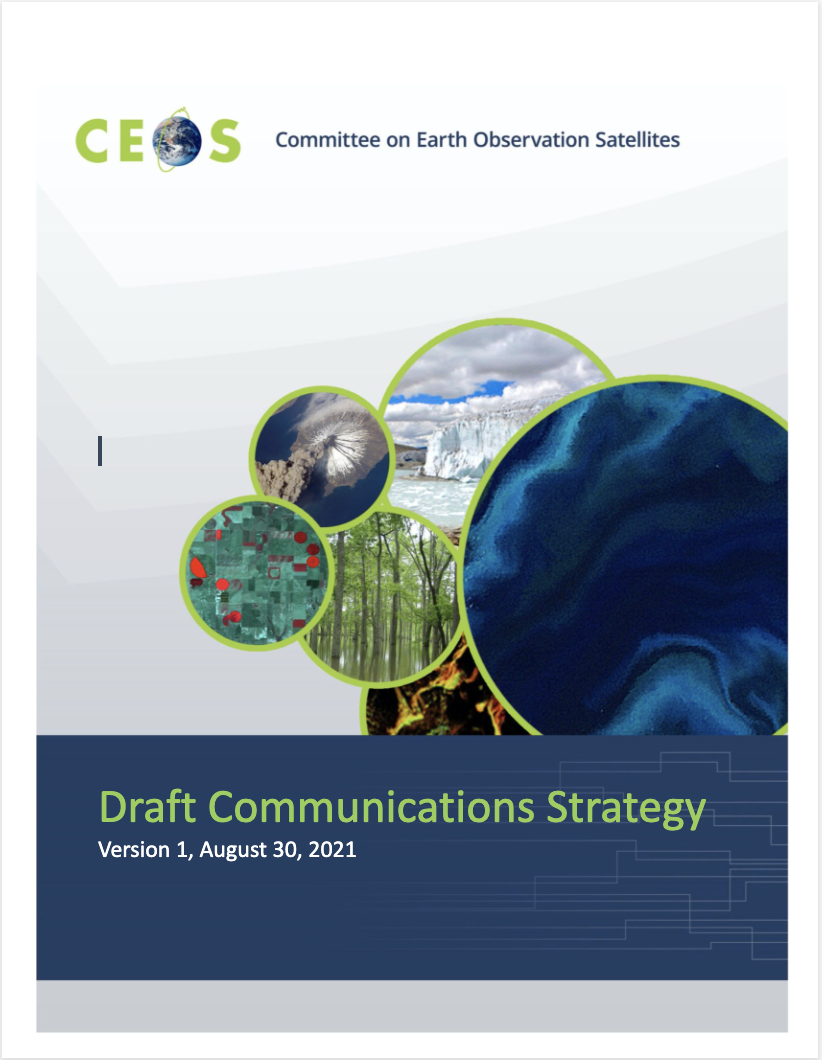 CEOS
Committee on Earth Observation Satellites
Draft Communications Strategy
Version 1, August 30, 2021